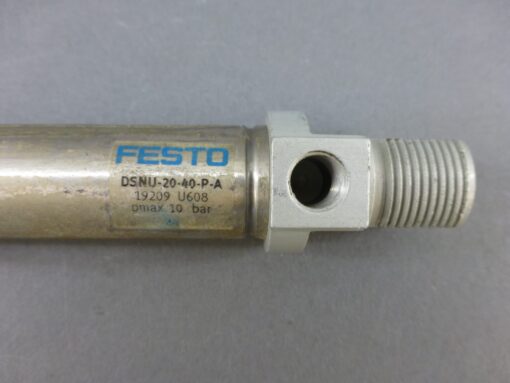 FESTO
DSNU-20-40-P-A
19209 U608
pmax 10 bar